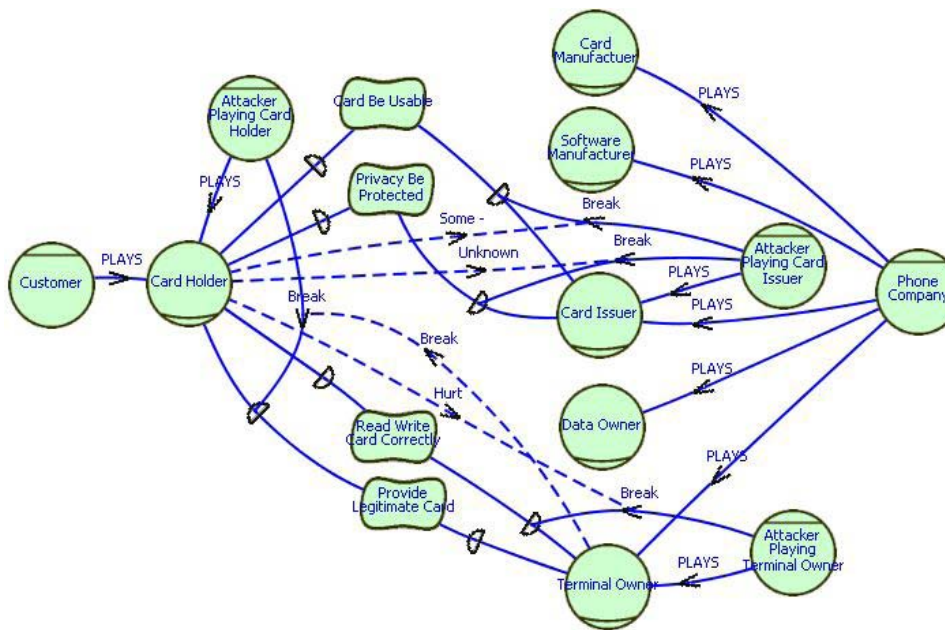 Card
Manufactuer
PLAYS
Attacker
Playing Card
Holder
Card Be Usable
Software
Manufacturer
PLAYS
PLAYS
Privacy Be
Protected
Some -
Break
Unknown
Break
PLAYS
Customer
Card Holder
PLAYS
Attacker
Playing Card
Issuer
Phone
Company
Break
Card Issuer
PLAYS
Break
Hurt
PLAYS
Data Owner
Read Write
Card Correctly
PLAYS
Provide
Legitimate Card
Break
Attacker
Playing
Terminal Owner
Terminal Owner
PLAYS